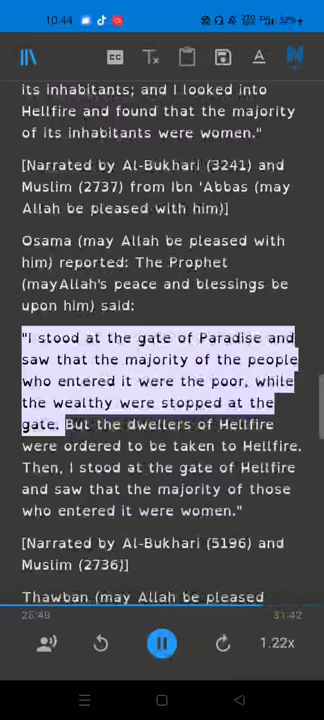 10.44
52%
CC
its inhabitants; and I looked into
Hellfire and found that the majority
of its inhabitants were women."
[Narrated by Al-Bukhari (3241) and
Muslim (2737) from Ibn 'Abbas (may
Allah be pleased with him)]
Osama (may Allah be pleased with
him) reported: The Prophet
(mayAllah's peace and blessings be
upon him) said:
"I stood at the gate of Paradise and
saw that the majority of the people
who entered it were the poor, while
the wealthy were stopped at the
gate. But the dwellers of Hellfire
were ordered to be taken to Hellfire.
Then, I stood at the gate of Hellfire
and saw that the majority of those
who entered it were women."
[Narrated by Al-Bukhari (5196) and
Muslim (2736)]
Thawban (may Allah be pleased
28:49
31:42
1.22x